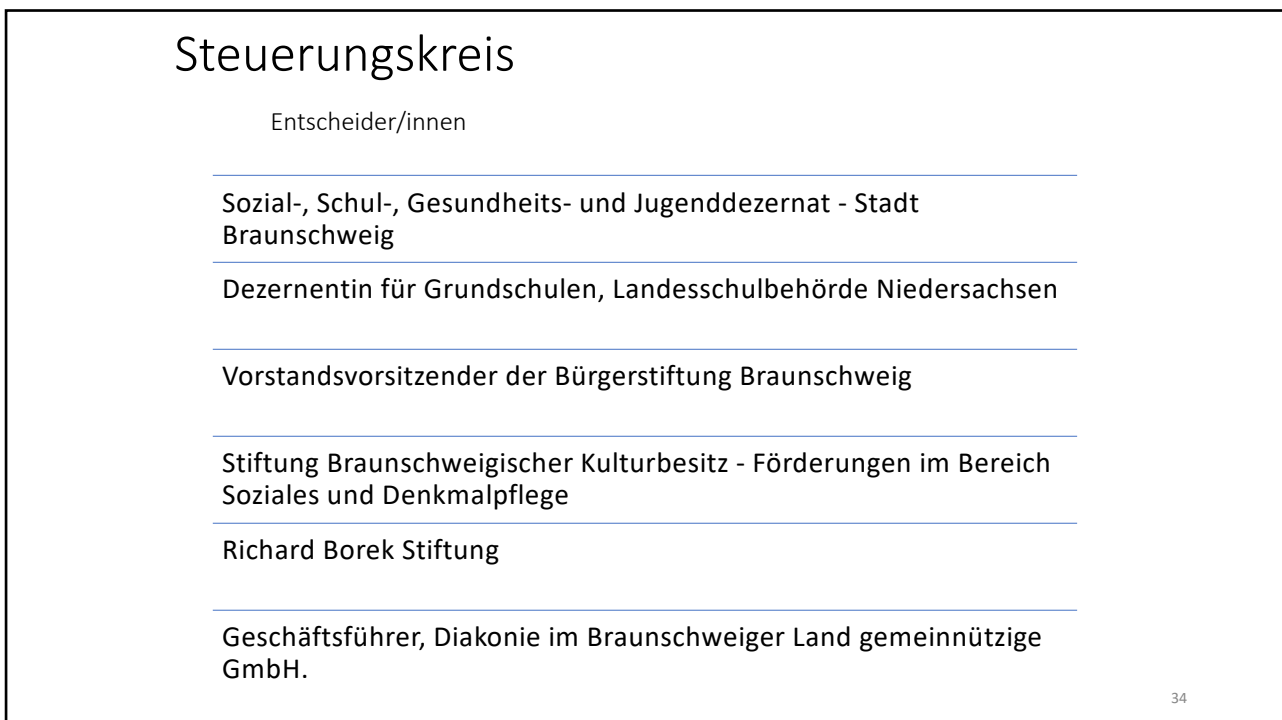 Steuerungskreis
Entscheider/innen
Sozial-, Schul-, Gesundheits- und Jugenddezernat - Stadt
Braunschweig
Dezernentin für Grundschulen, Landesschulbehörde Niedersachsen
Vorstandsvorsitzender der Bürgerstiftung Braunschweig
Stiftung Braunschweigischer Kulturbesitz - Förderungen im Bereich
Soziales und Denkmalpflege
Richard Borek Stiftung
Geschäftsführer, Diakonie im Braunschweiger Land gemeinnützige
GmbH.
34